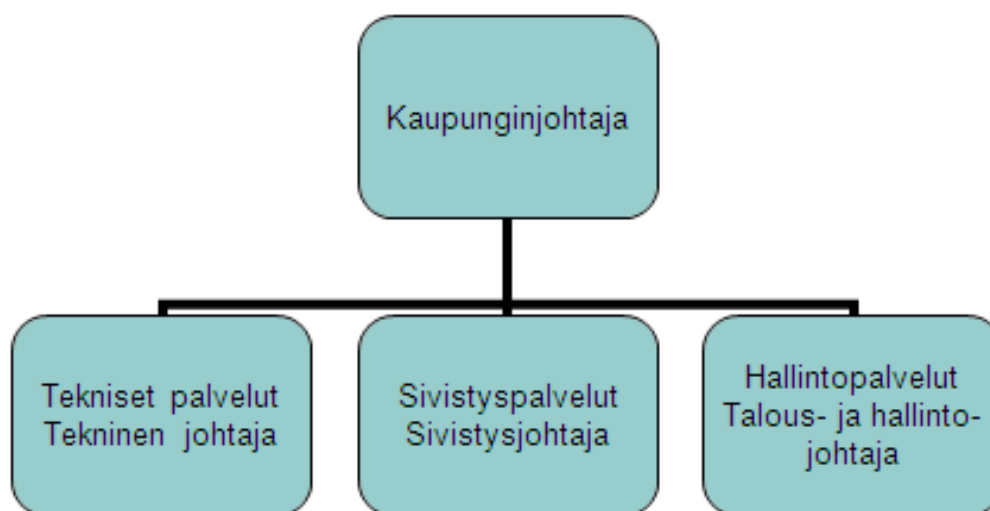 Kaupunginjohtaja
Tekniset palvelut
Tekninen johtaja
Sivistyspalvelut
Sivistysjohtaja
Hallintopalvelut
Talous- ja hallinto-
johtaja